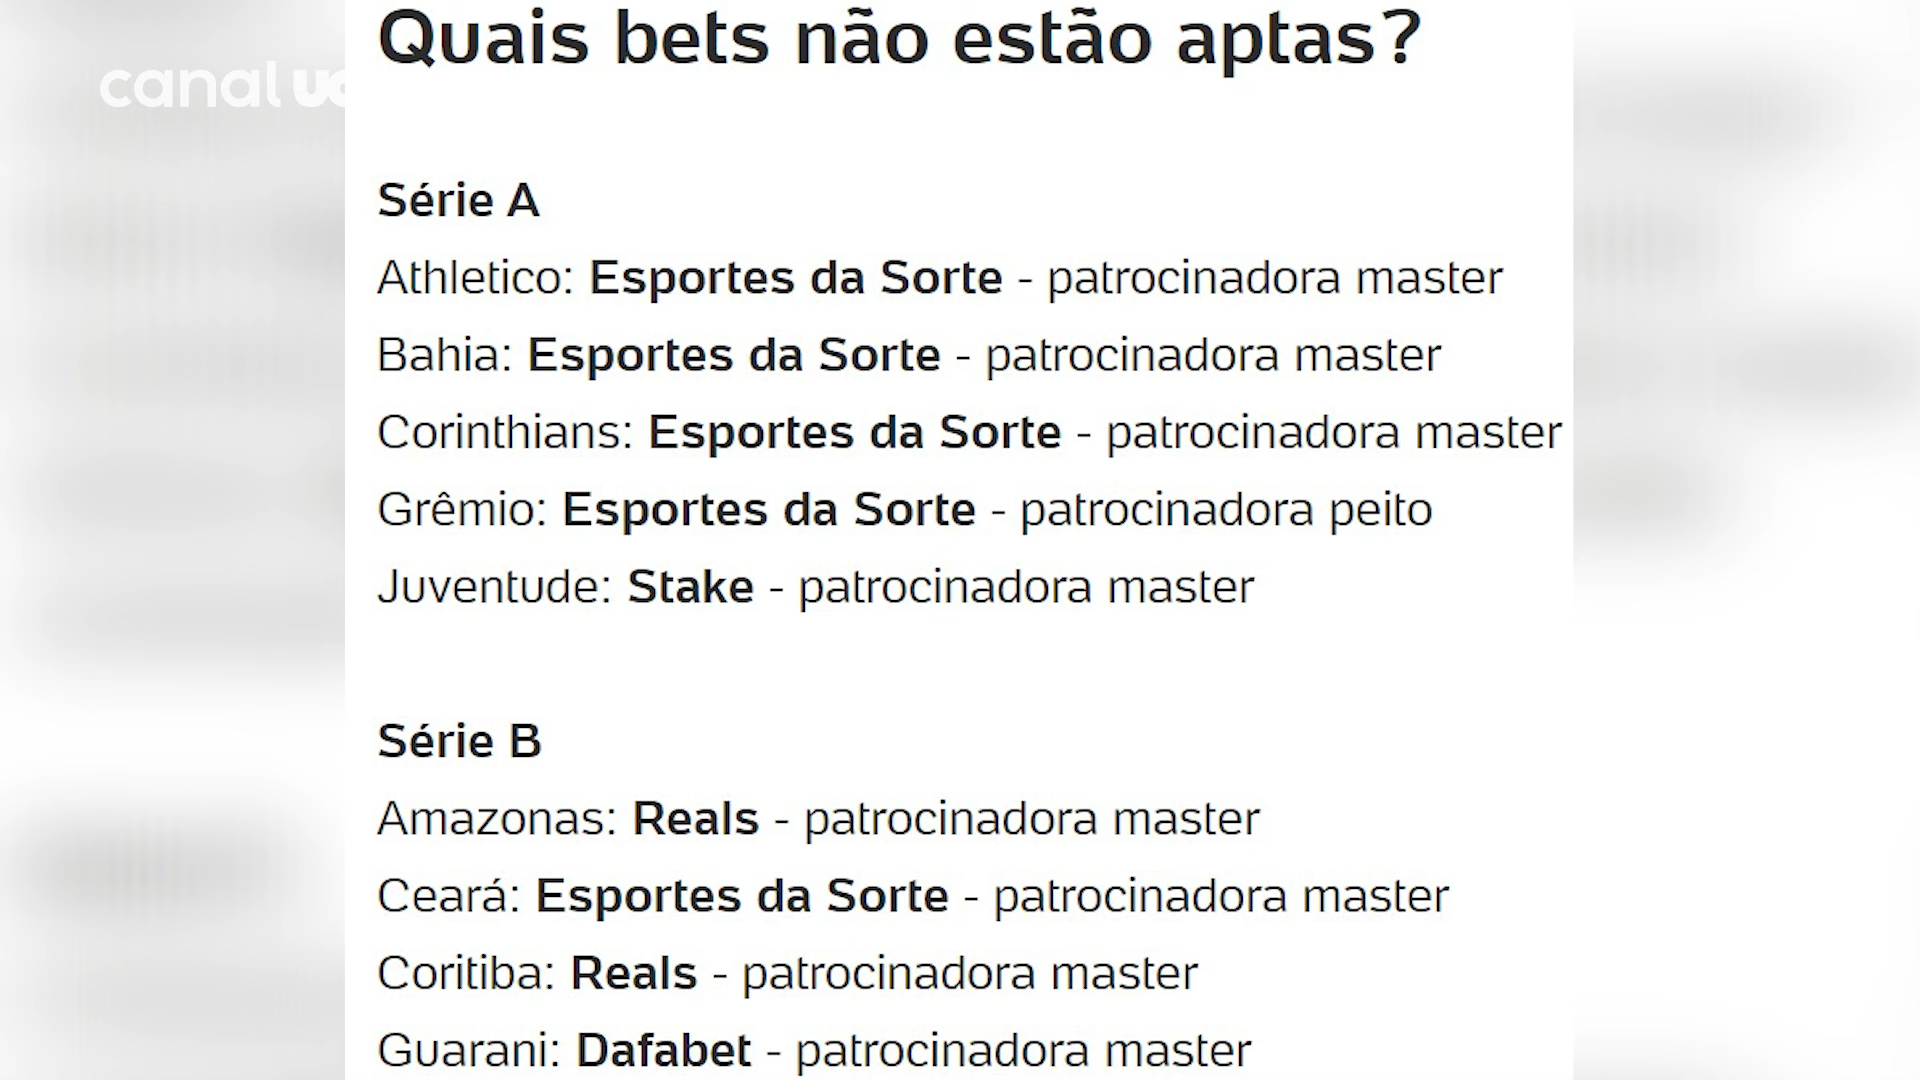 Quais bets não estão aptas?
canal
Série A
Athletico: Esportes da Sorte - patrocinadora master
Bahia: Esportes da Sorte - patrocinadora master
Corinthians: Esportes da Sorte - patrocinadora master
Grêmio: Esportes da Sorte - patrocinadora peito
Juventude: Stake - patrocinadora master
Série B
Amazonas: Reals - patrocinadora master
Ceará: Esportes da Sorte - patrocinadora master
Coritiba: Reals - patrocinadora master
Guarani: Dafabet - patrocinadora master